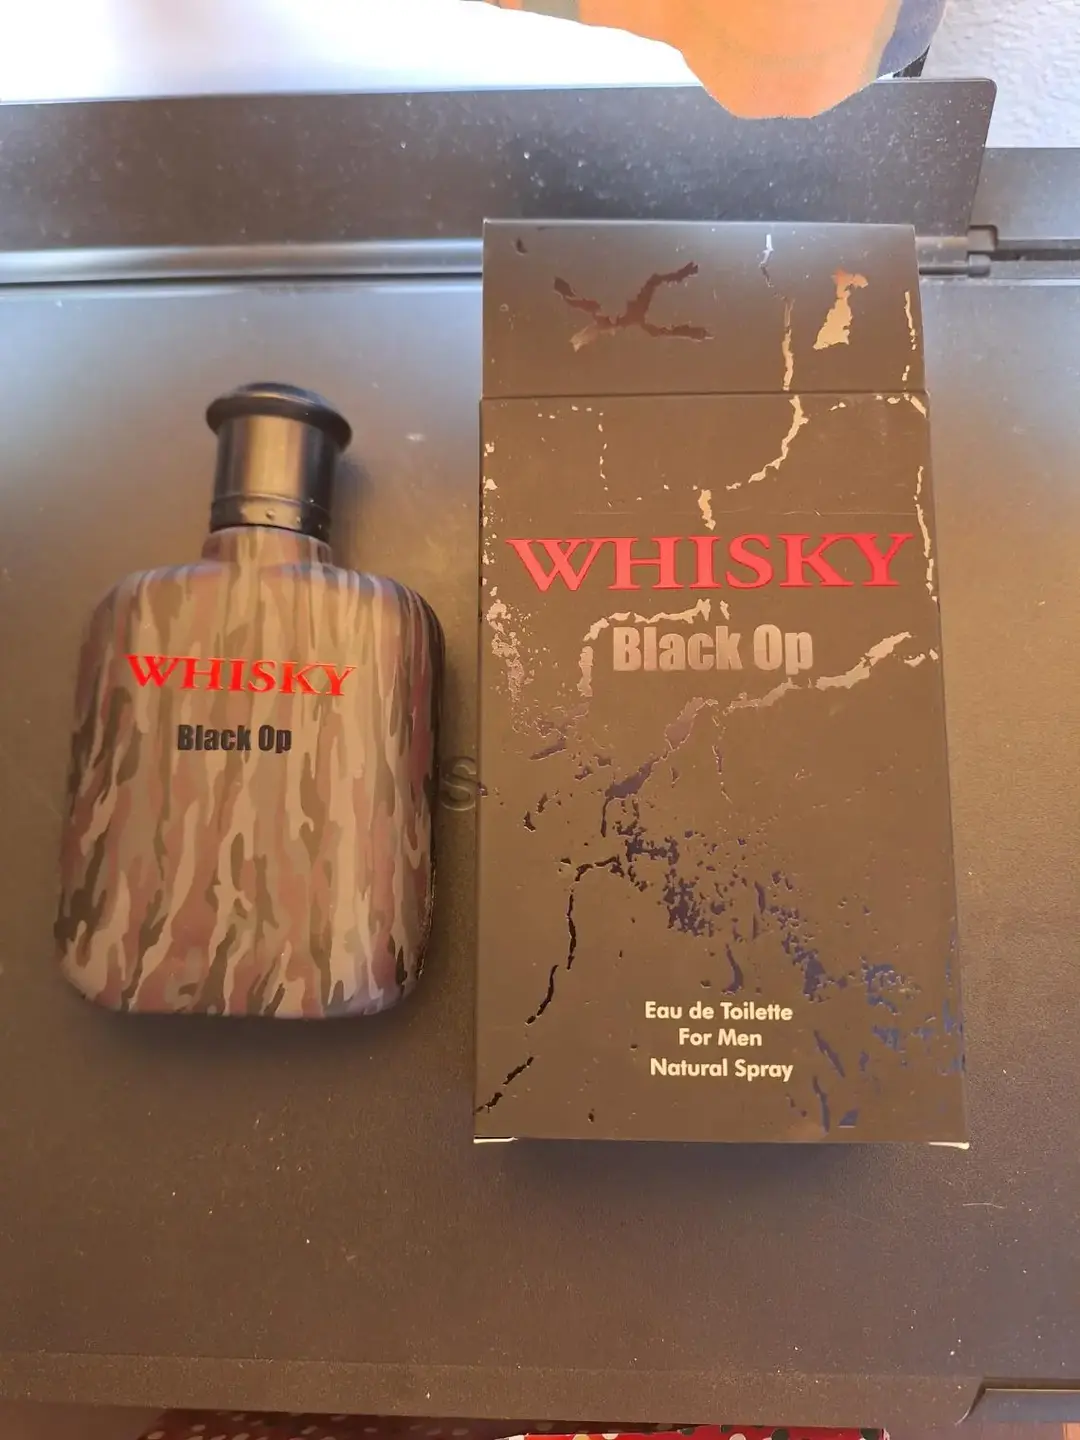 WHISKY
Black Op
WHISKY
Black Op
Eau de Toilette
For Men
Natural Spray